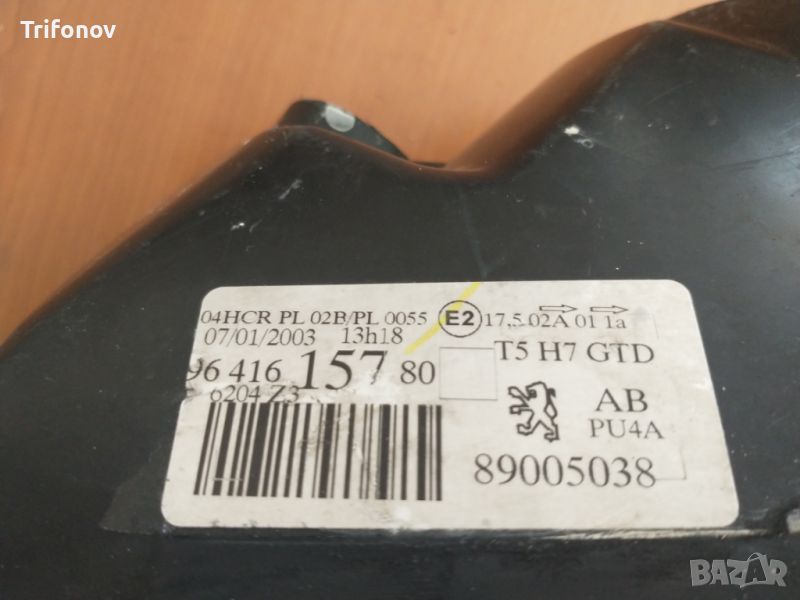 Trifonov
04HCR PL 02B/PL 0055 E2 17,5 02A 01 1a
07/01/2003 13h18
T5 H7 GTD
96 416 157 80
6204 Z3
AB
PU4A
89005038
BAZAR